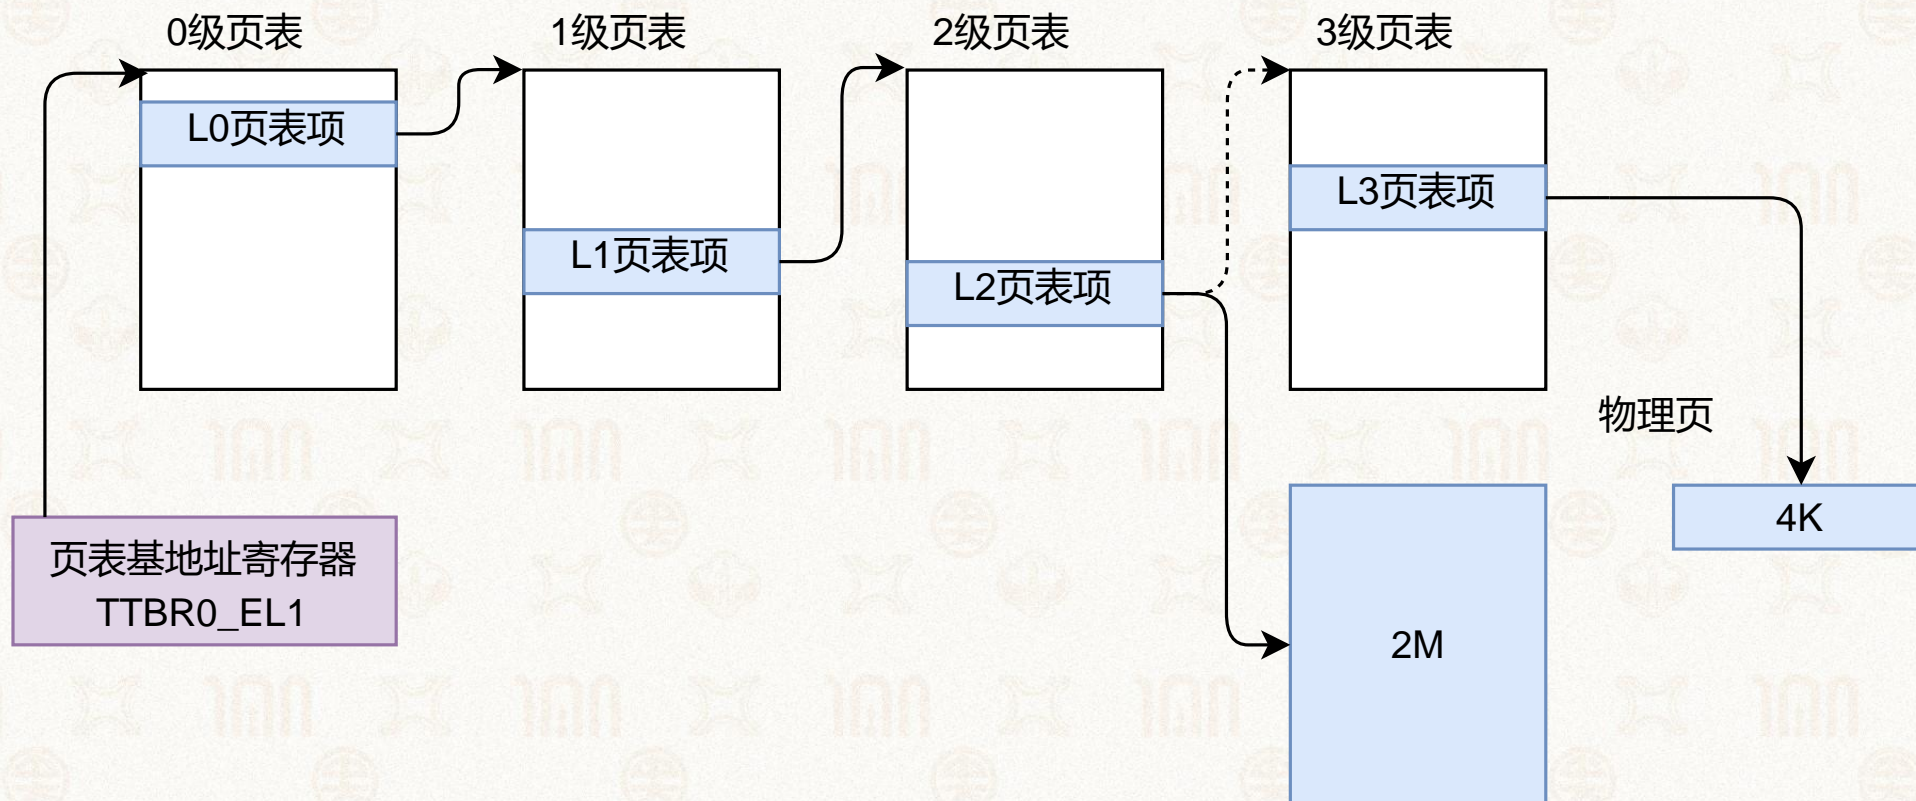 0级页表
1级页表
2级页表
3级页表
L0页表项
L1页表项
L2页表项
L3页表项
物理页
4K
页表基地址寄存器
TTBR0_EL1
2M